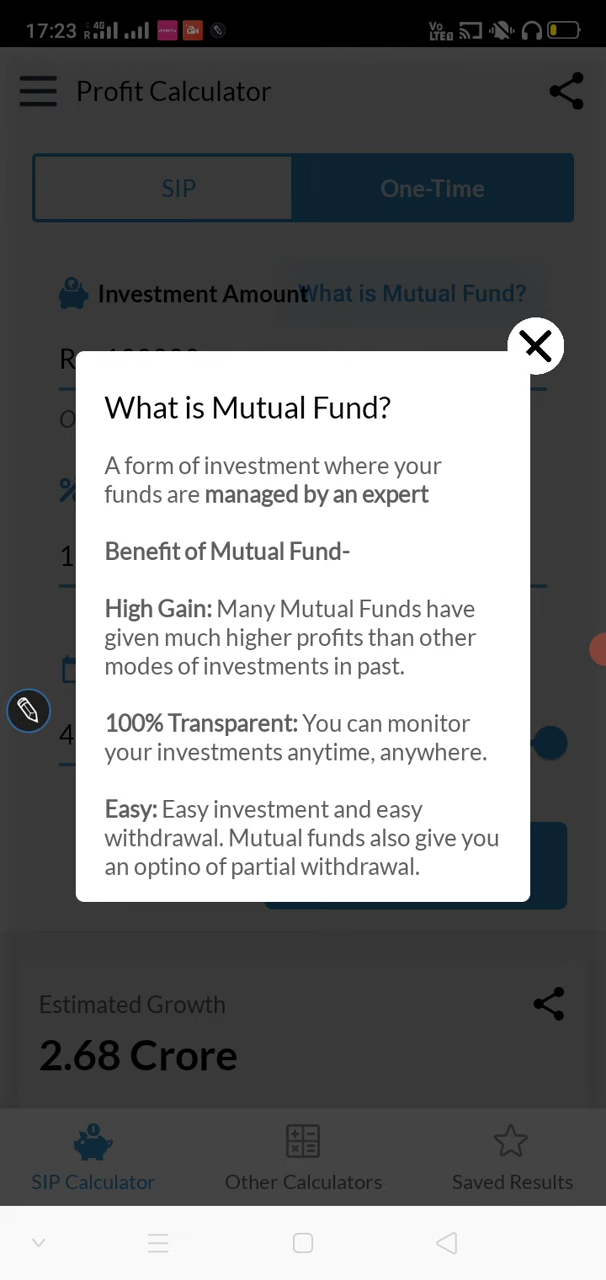 17:23
4G
R
Vo
LTE
Profit Calculator
SIP
One-Time
Investment Amount
What is Mutual Fund?
What is Mutual Fund?
A form of investment where your
funds are managed by an expert
Benefit of Mutual Fund-
High Gain: Many Mutual Funds have
given much higher profits than other
modes of investments in past.
100% Transparent: You can monitor
your investments anytime, anywhere.
Easy: Easy investment and easy
withdrawal. Mutual funds also give you
an optino of partial withdrawal.
Estimated Growth
2.68 Crore
SIP Calculator
Other Calculators
Saved Results